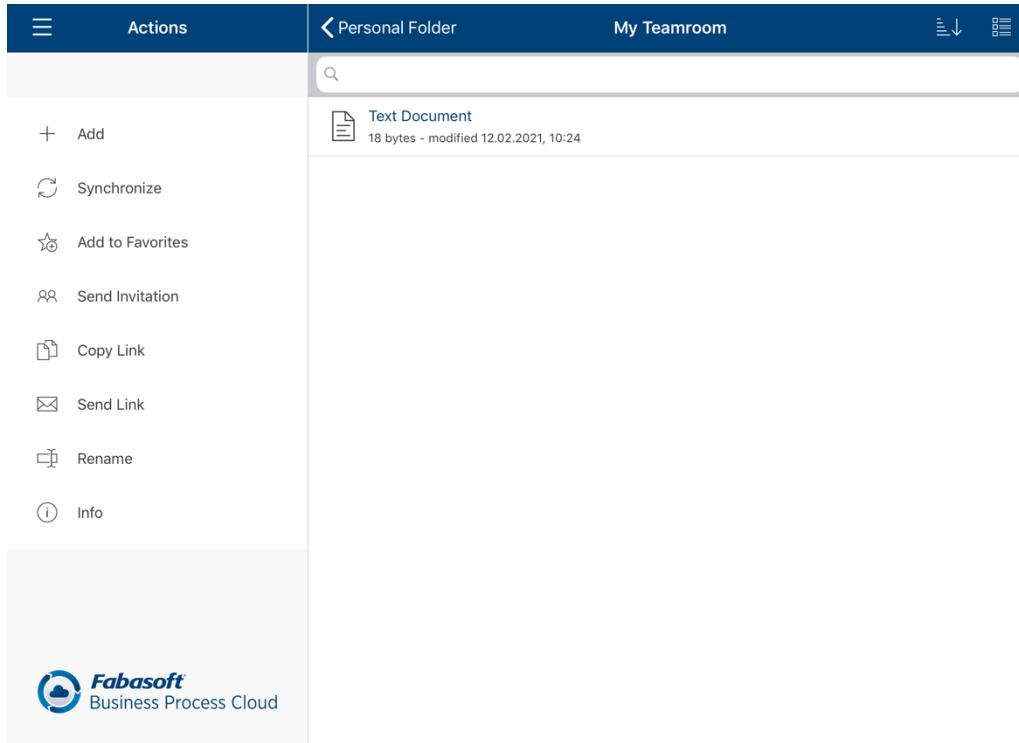 Actions
Personal Folder
My Teamroom
Text Document
18 bytes - modified 12.02.2021, 10:24
Add
Synchronize
Add to Favorites
Send Invitation
Copy Link
Send Link
Rename
Info
Fabasoft
Business Process Cloud